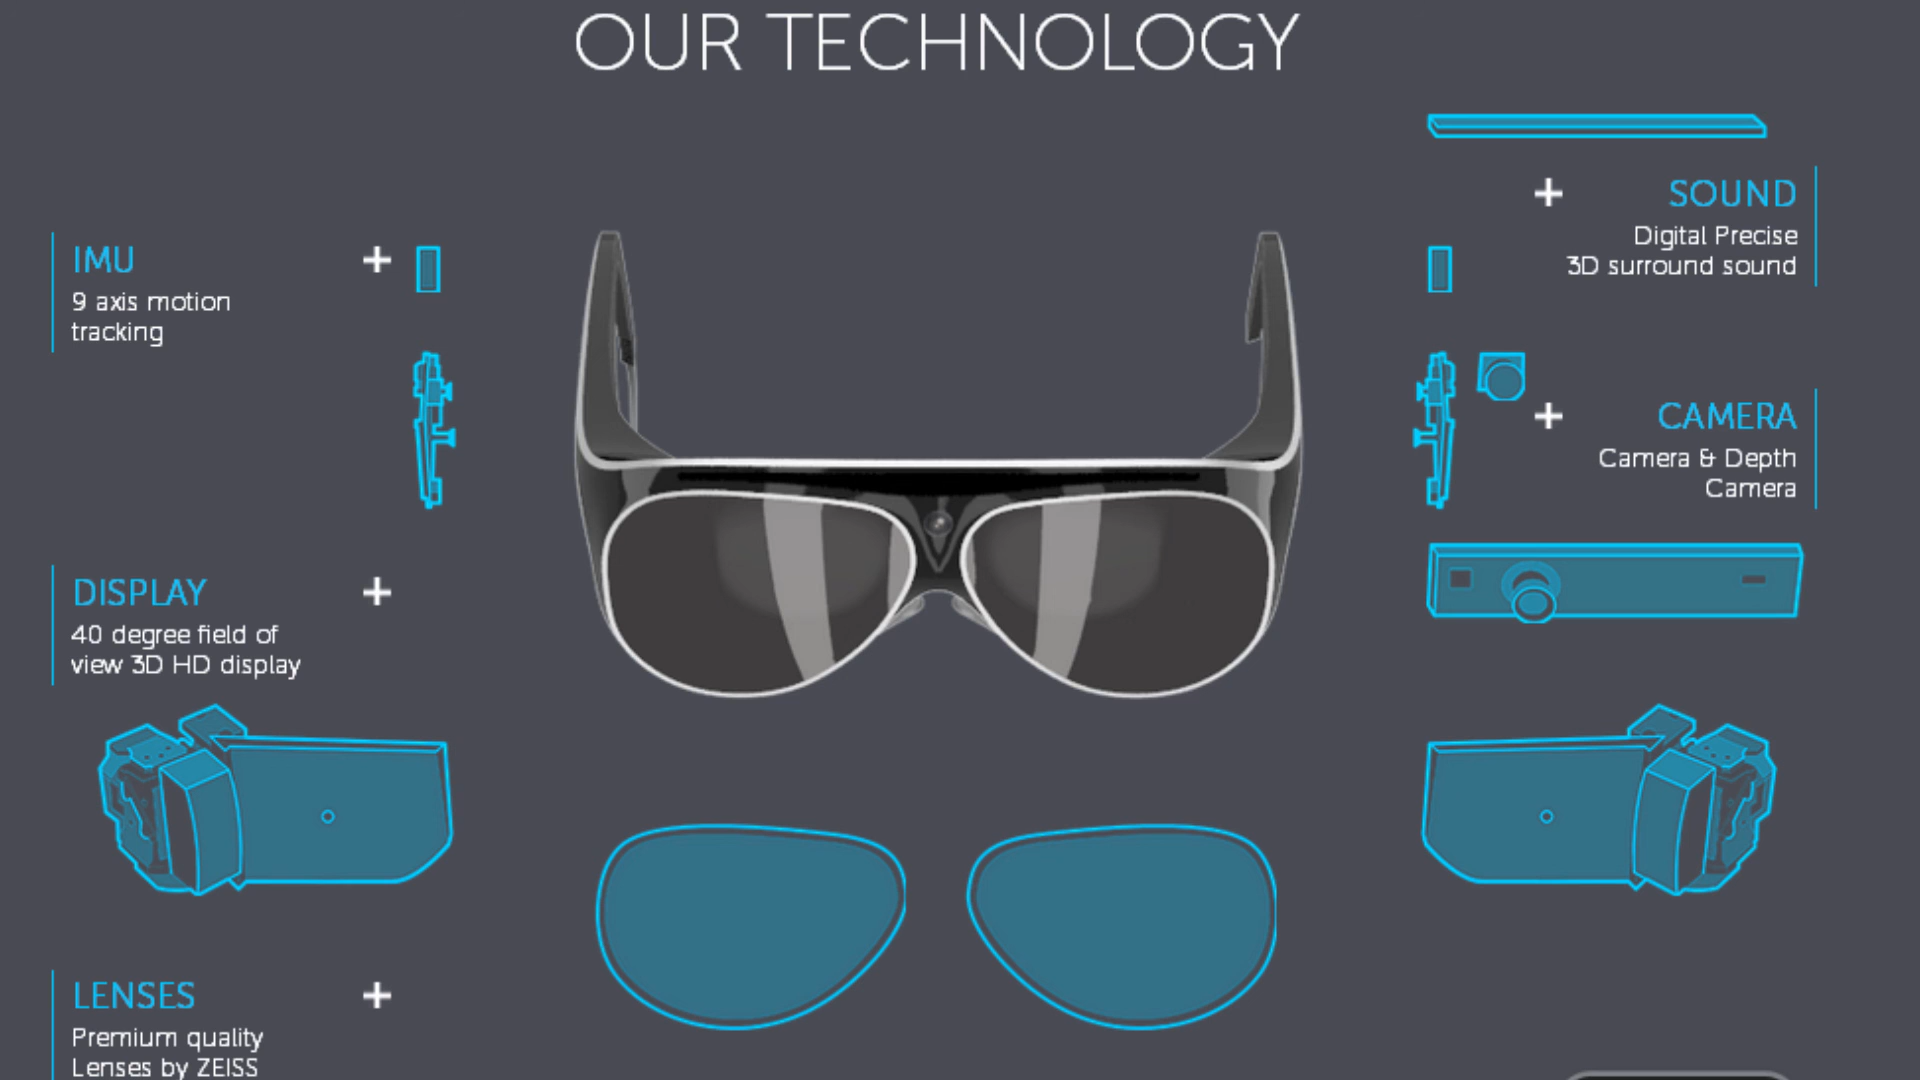 OUR TECHNOLOGY
IMU
9 axis motion
tracking
DISPLAY
40 degree field of
view 3D HD display
LENSES
Premium quality
Lenses by ZEISS
SOUND
Digital Precise
3D surround sound
CAMERA
Camera & Depth
Camera